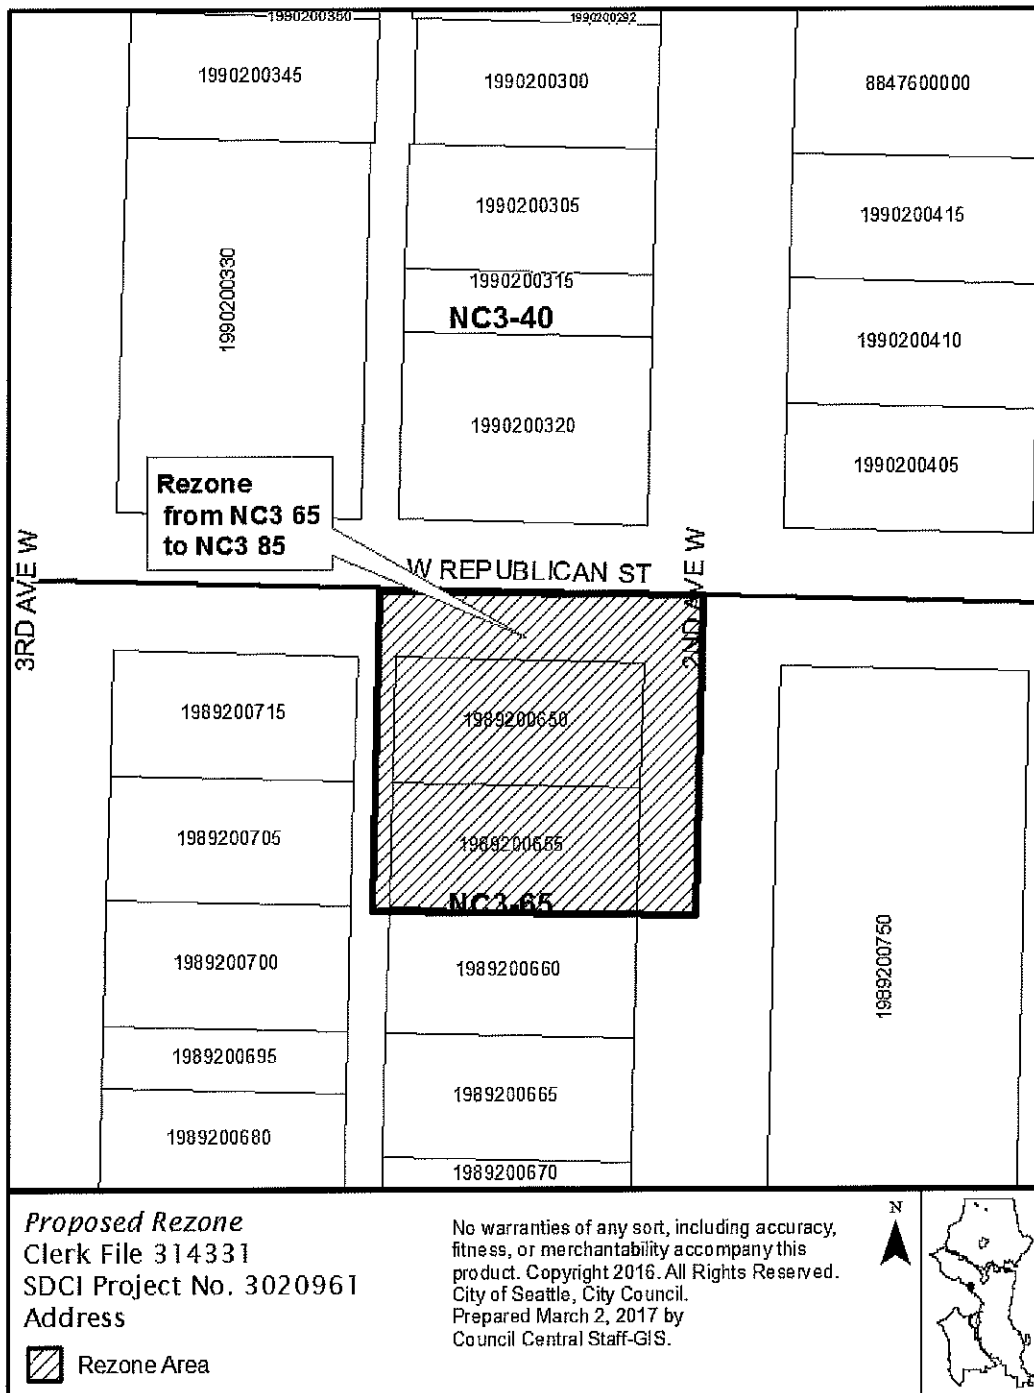 1990200350
1990200292
1990200345
1990200300
8847600000
1990200305
1990200415
1990200330
1990200315
NC3-40
1990200410
1990200320
1990200405
Rezone
from NC3 65
to NC3 85
3RD AVE W
W REPUBLICAN ST
2ND AVE W
1989200715
1989200650
1989200705
1989200655
NC3-65
1989200700
1989200660
1989200750
1989200695
1989200665
1989200680
1989200670
Proposed Rezone
Clerk File 314331
SDCI Project No. 3020961
Address
Rezone Area
No warranties of any sort, including accuracy,
fitness, or merchantability accompany this
product. Copyright 2016. All Rights Reserved.
City of Seattle, City Council.
Prepared March 2, 2017 by
Council Central Staff-GIS.
N